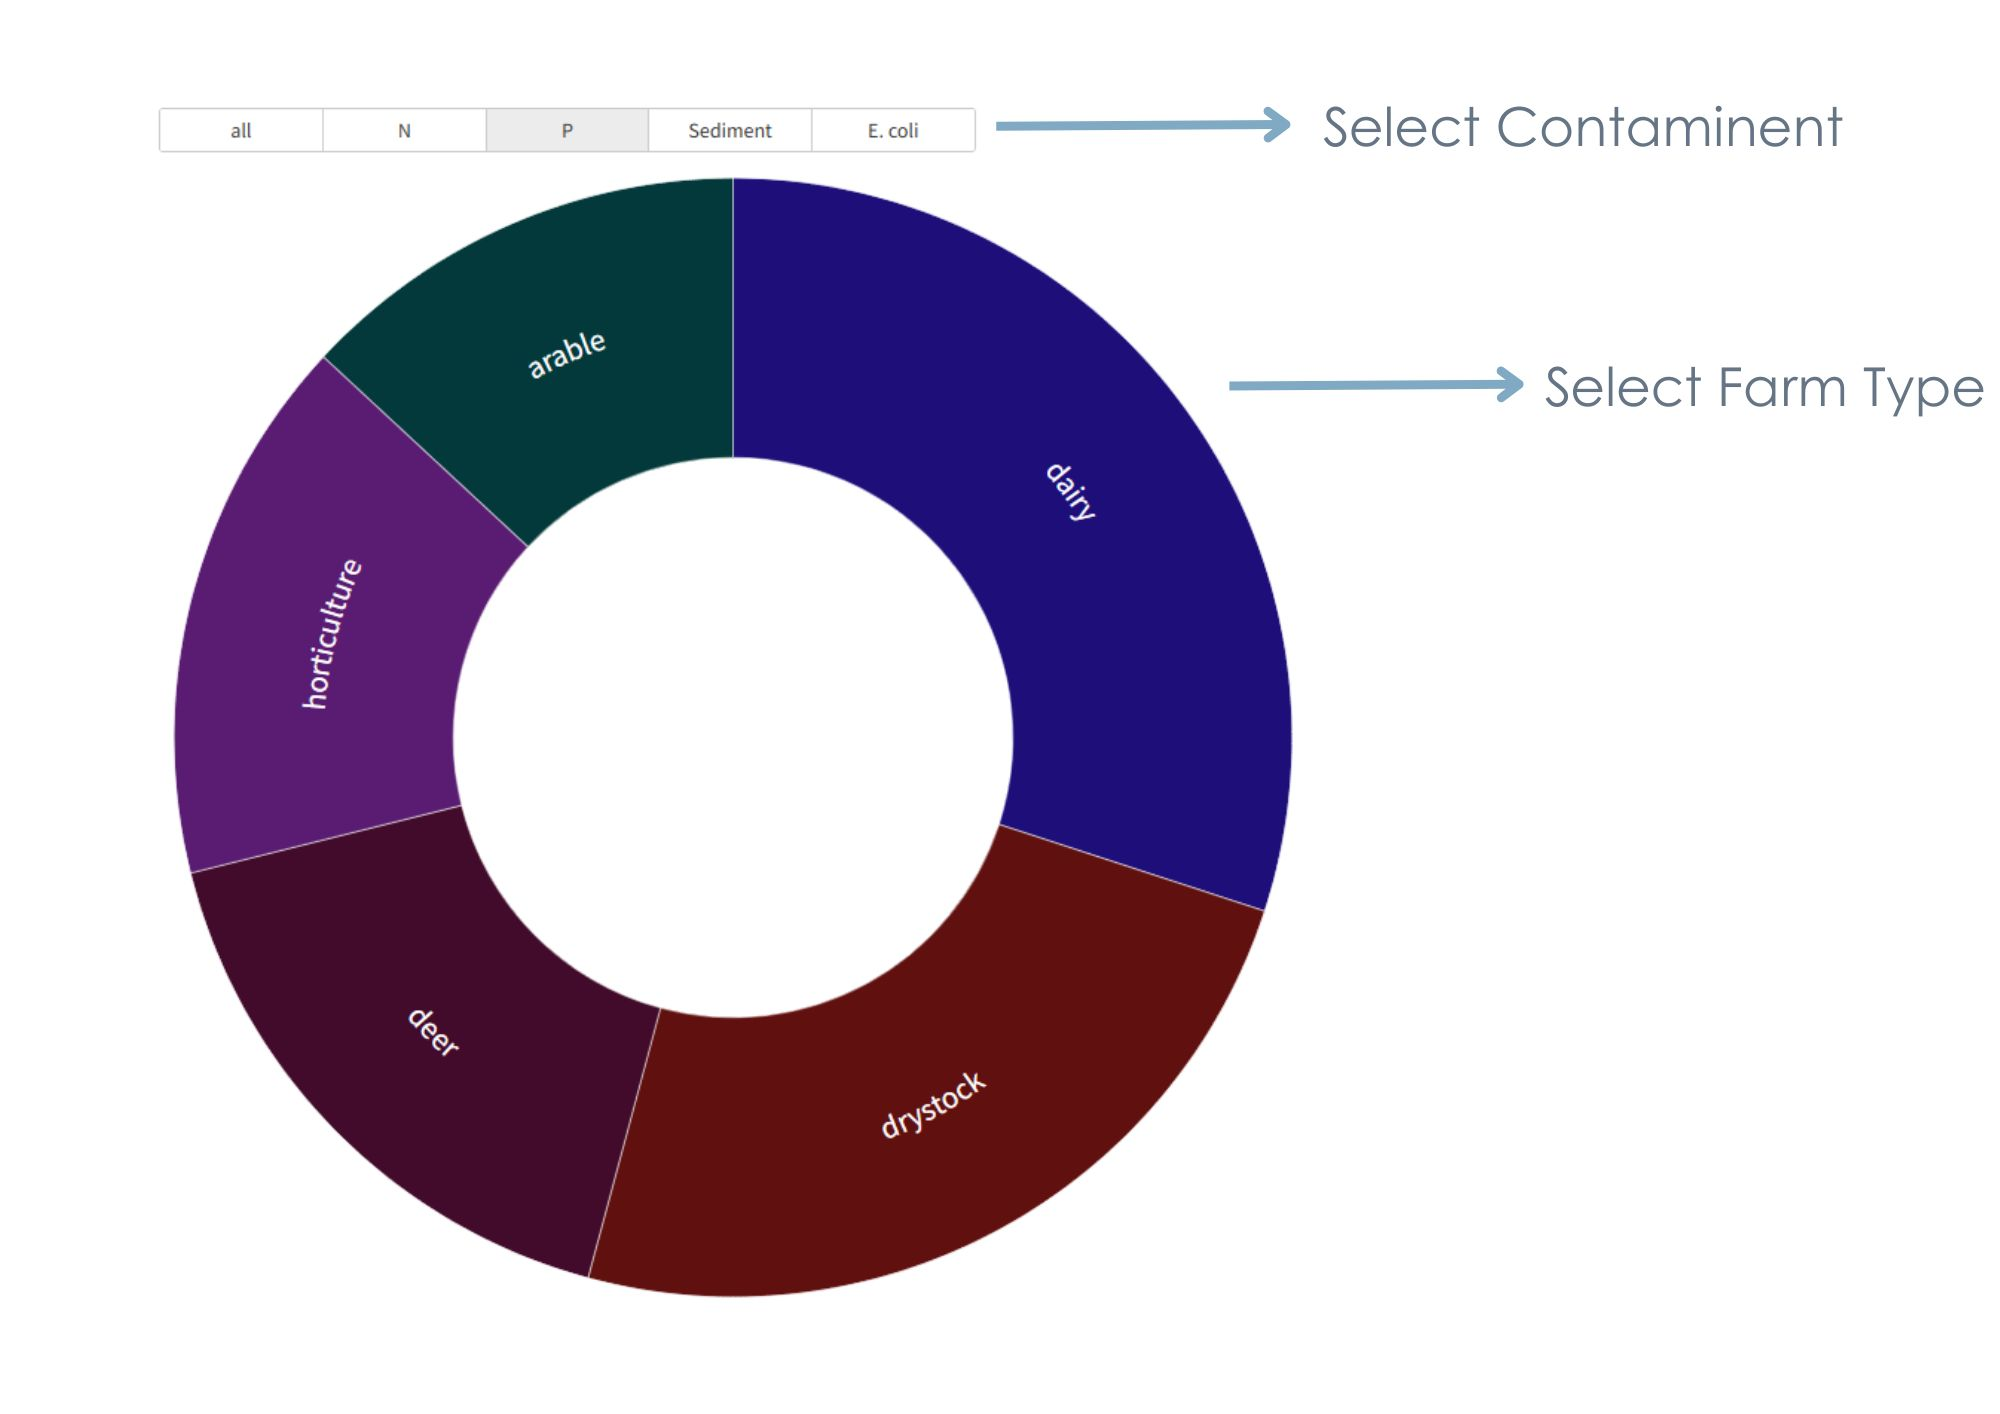 all N P Sediment E. coli
Select Contaminent
Select Farm Type
arable
dairy
horticulture
deer
drystock